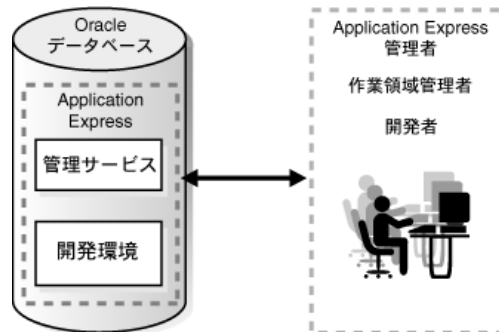 Oracle
データベース
Application
Express
管理サービス
開発環境
Application Express
管理者
作業領域管理者
開発者